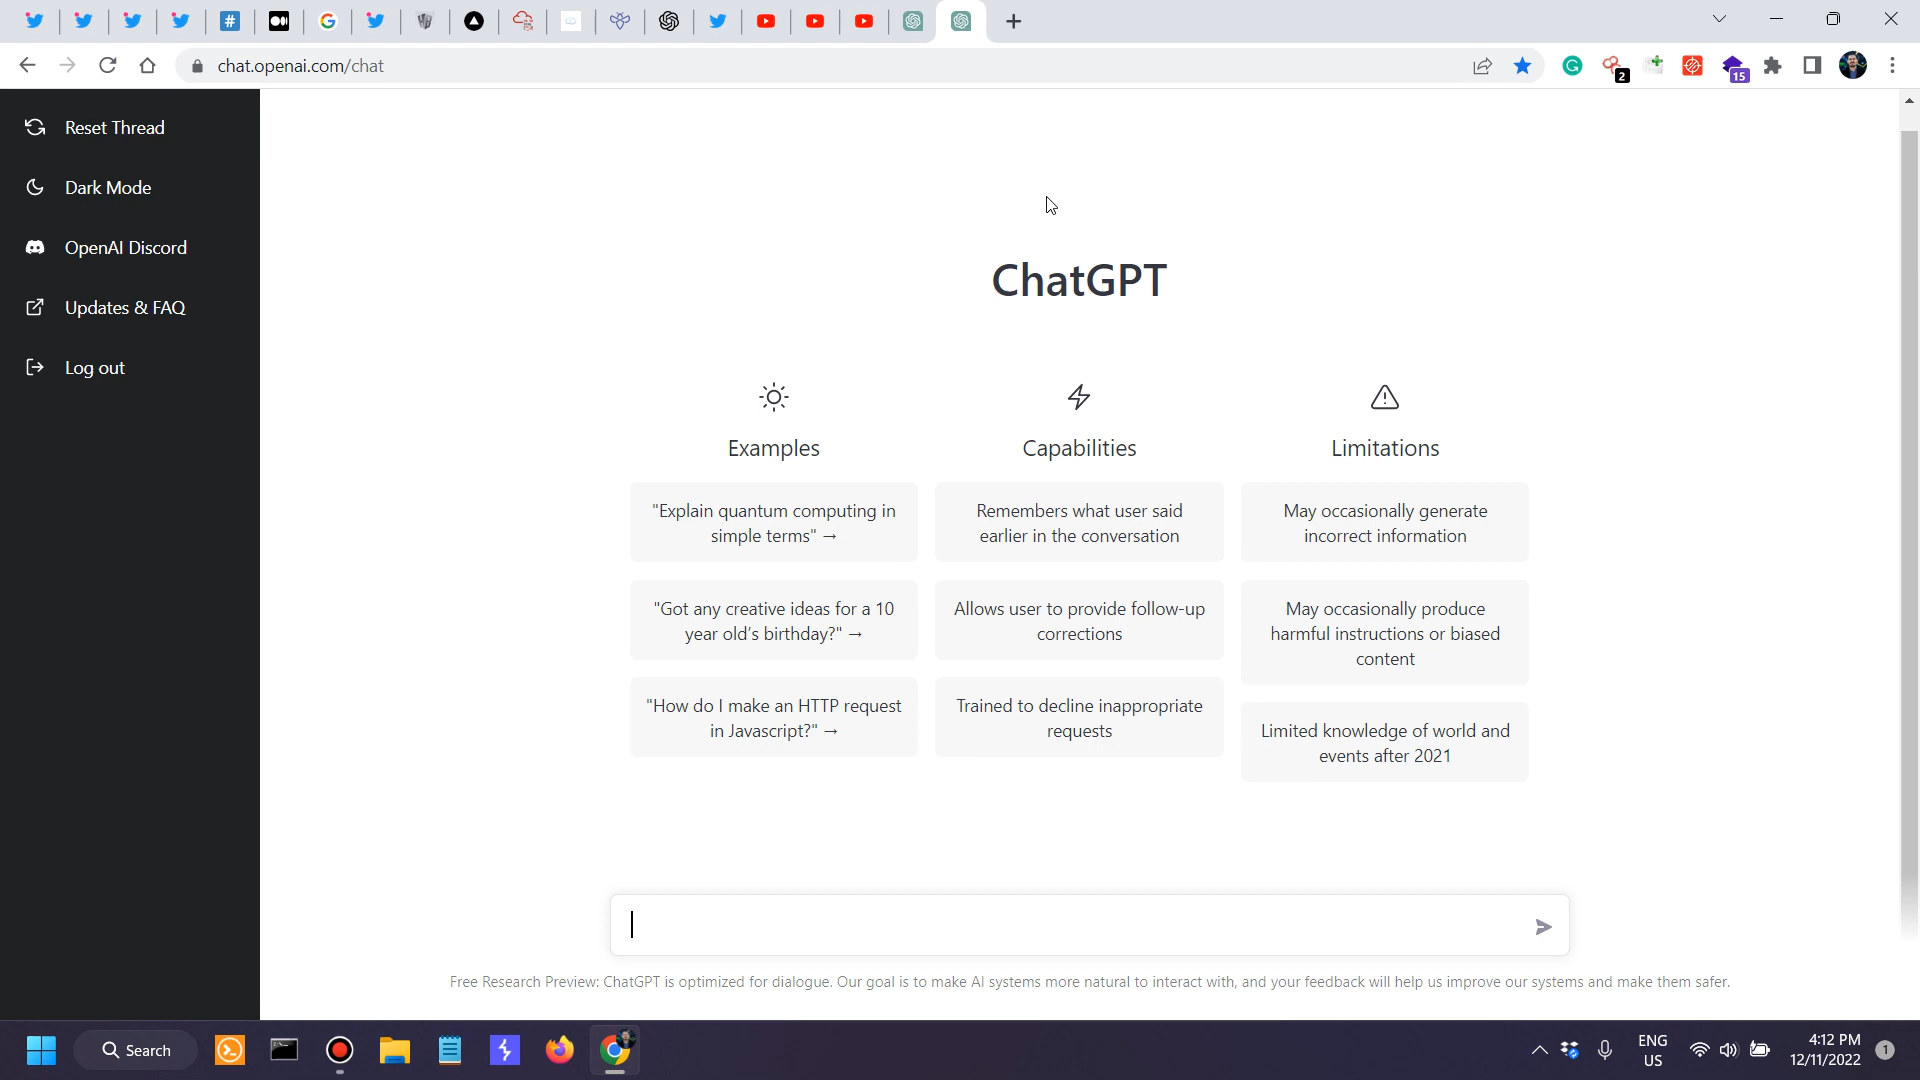 chat.openai.com/chat
2
15
Reset Thread
Dark Mode
OpenAI Discord
Updates & FAQ
Log out
ChatGPT
Examples
"Explain quantum computing in
simple terms" →
"Got any creative ideas for a 10
year old's birthday?" →
"How do I make an HTTP request
in Javascript?" →
Capabilities
Remembers what user said
earlier in the conversation
Allows user to provide follow-up
corrections
Trained to decline inappropriate
requests
Limitations
May occasionally generate
incorrect information
May occasionally produce
harmful instructions or biased
content
Limited knowledge of world and
events after 2021
Free Research Preview: ChatGPT is optimized for dialogue. Our goal is to make AI systems more natural to interact with, and your feedback will help us improve our systems and make them safer.
Search
ENG
US
4:12 PM
12/11/2022
1